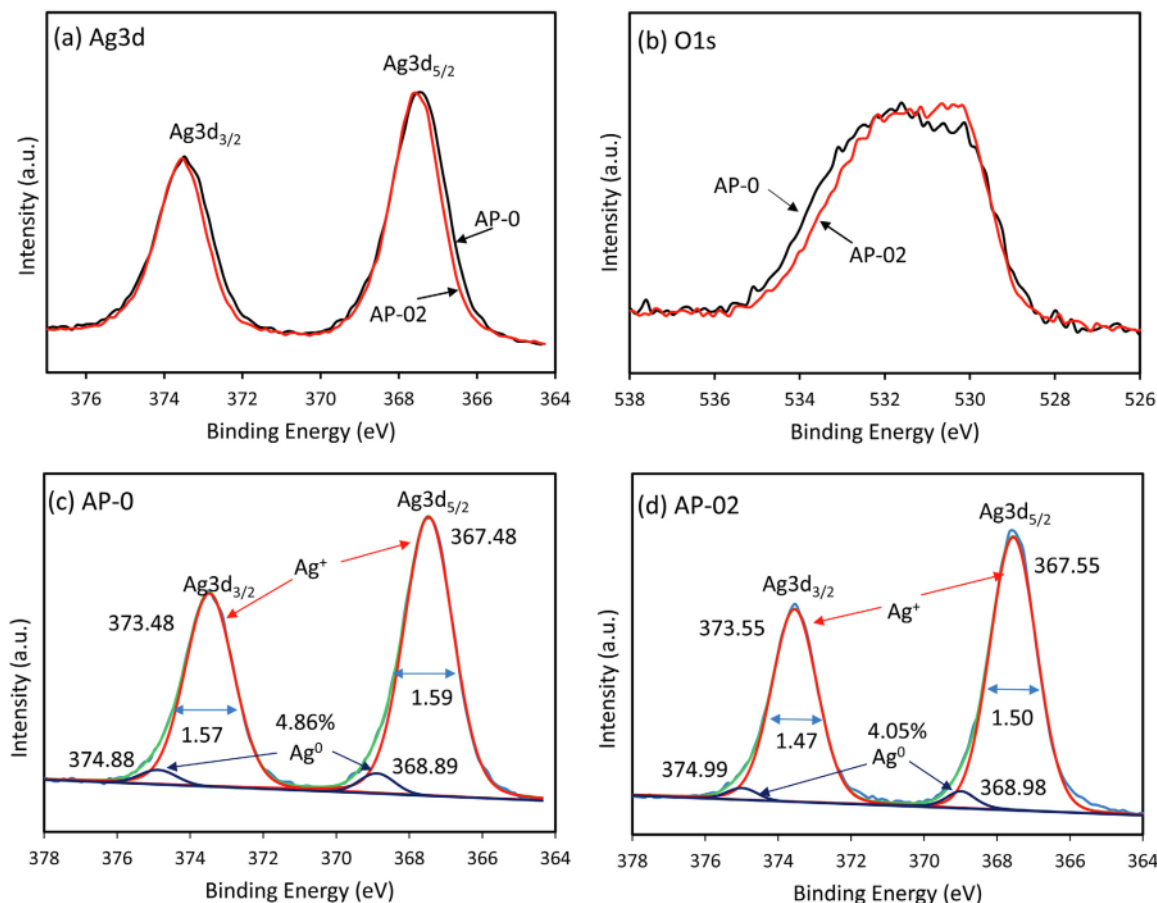 (a) Ag3d
Ag3d5/2
Ag3d3/2
AP-0
AP-02
Intensity (a.u.)
376 374 372 370 368 366 364
Binding Energy (eV)
(b) O1s
AP-0
AP-02
Intensity (a.u.)
538 536 534 532 530 528 526
Binding Energy (eV)
(c) AP-0
Ag3d5/2
367.48
Ag+
Ag3d3/2
373.48
1.59
4.86%
1.57
Ag0
374.88
368.89
Intensity (a.u.)
378 376 374 372 370 368 366 364
Binding Energy (eV)
(d) AP-02
Ag3d5/2
367.55
Ag3d3/2
Ag+
373.55
4.05%
1.50
1.47
Ag0
374.99
368.98
Intensity (a.u.)
378 376 374 372 370 368 366 364
Binding Energy (eV)